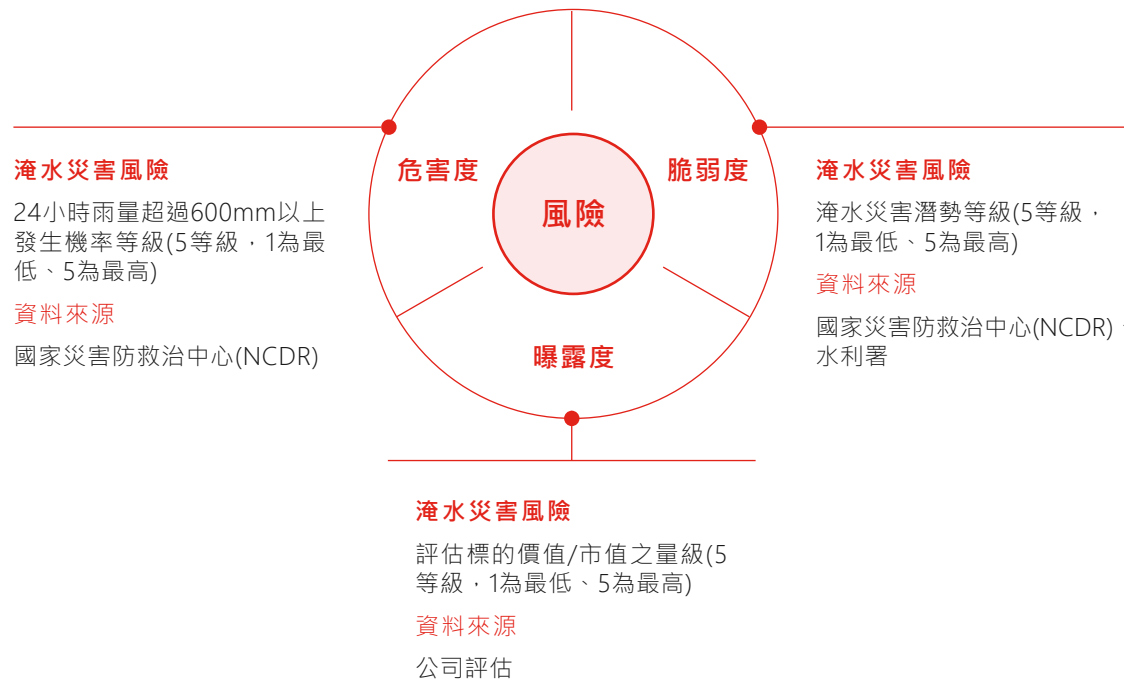 危害度
脆弱度
風險
曝露度
淹水災害風險
24小時雨量超過600mm以上
發生機率等級(5等級，1為最
低、5為最高)
資料來源
國家災害防救治中心(NCDR)
淹水災害風險
淹水災害潛勢等級(5等級，
1為最低、5為最高)
資料來源
國家災害防救治中心(NCDR)、
水利署
淹水災害風險
評估標的價值/市值之量級(5
等級，1為最低、5為最高)
資料來源
公司評估